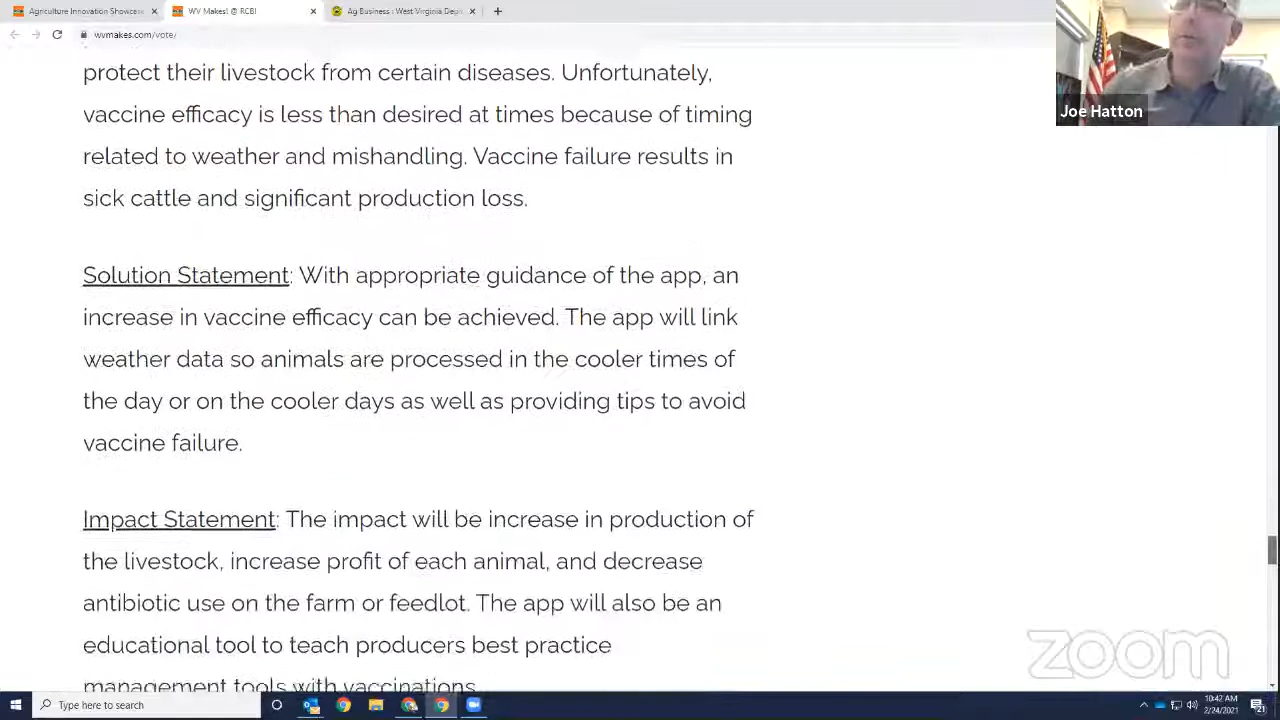 Agriculture Innovation Showcase
WV Makes! @ RCBI
Ag Business : West Virginia Depa
wvmakes.com/vote/
Joe Hatton
protect their livestock from certain diseases. Unfortunately,
vaccine efficacy is less than desired at times because of timing
related to weather and mishandling. Vaccine failure results in
sick cattle and significant production loss.
Solution Statement: With appropriate guidance of the app, an
increase in vaccine efficacy can be achieved. The app will link
weather data so animals are processed in the cooler times of
the day or on the cooler days as well as providing tips to avoid
vaccine failure.
Impact Statement: The impact will be increase in production of
the livestock, increase profit of each animal, and decrease
antibiotic use on the farm or feedlot. The app will also be an
educational tool to teach producers best practice
management tools with vaccinations.
zoom
Type here to search
10:42 AM
2/24/2021
21